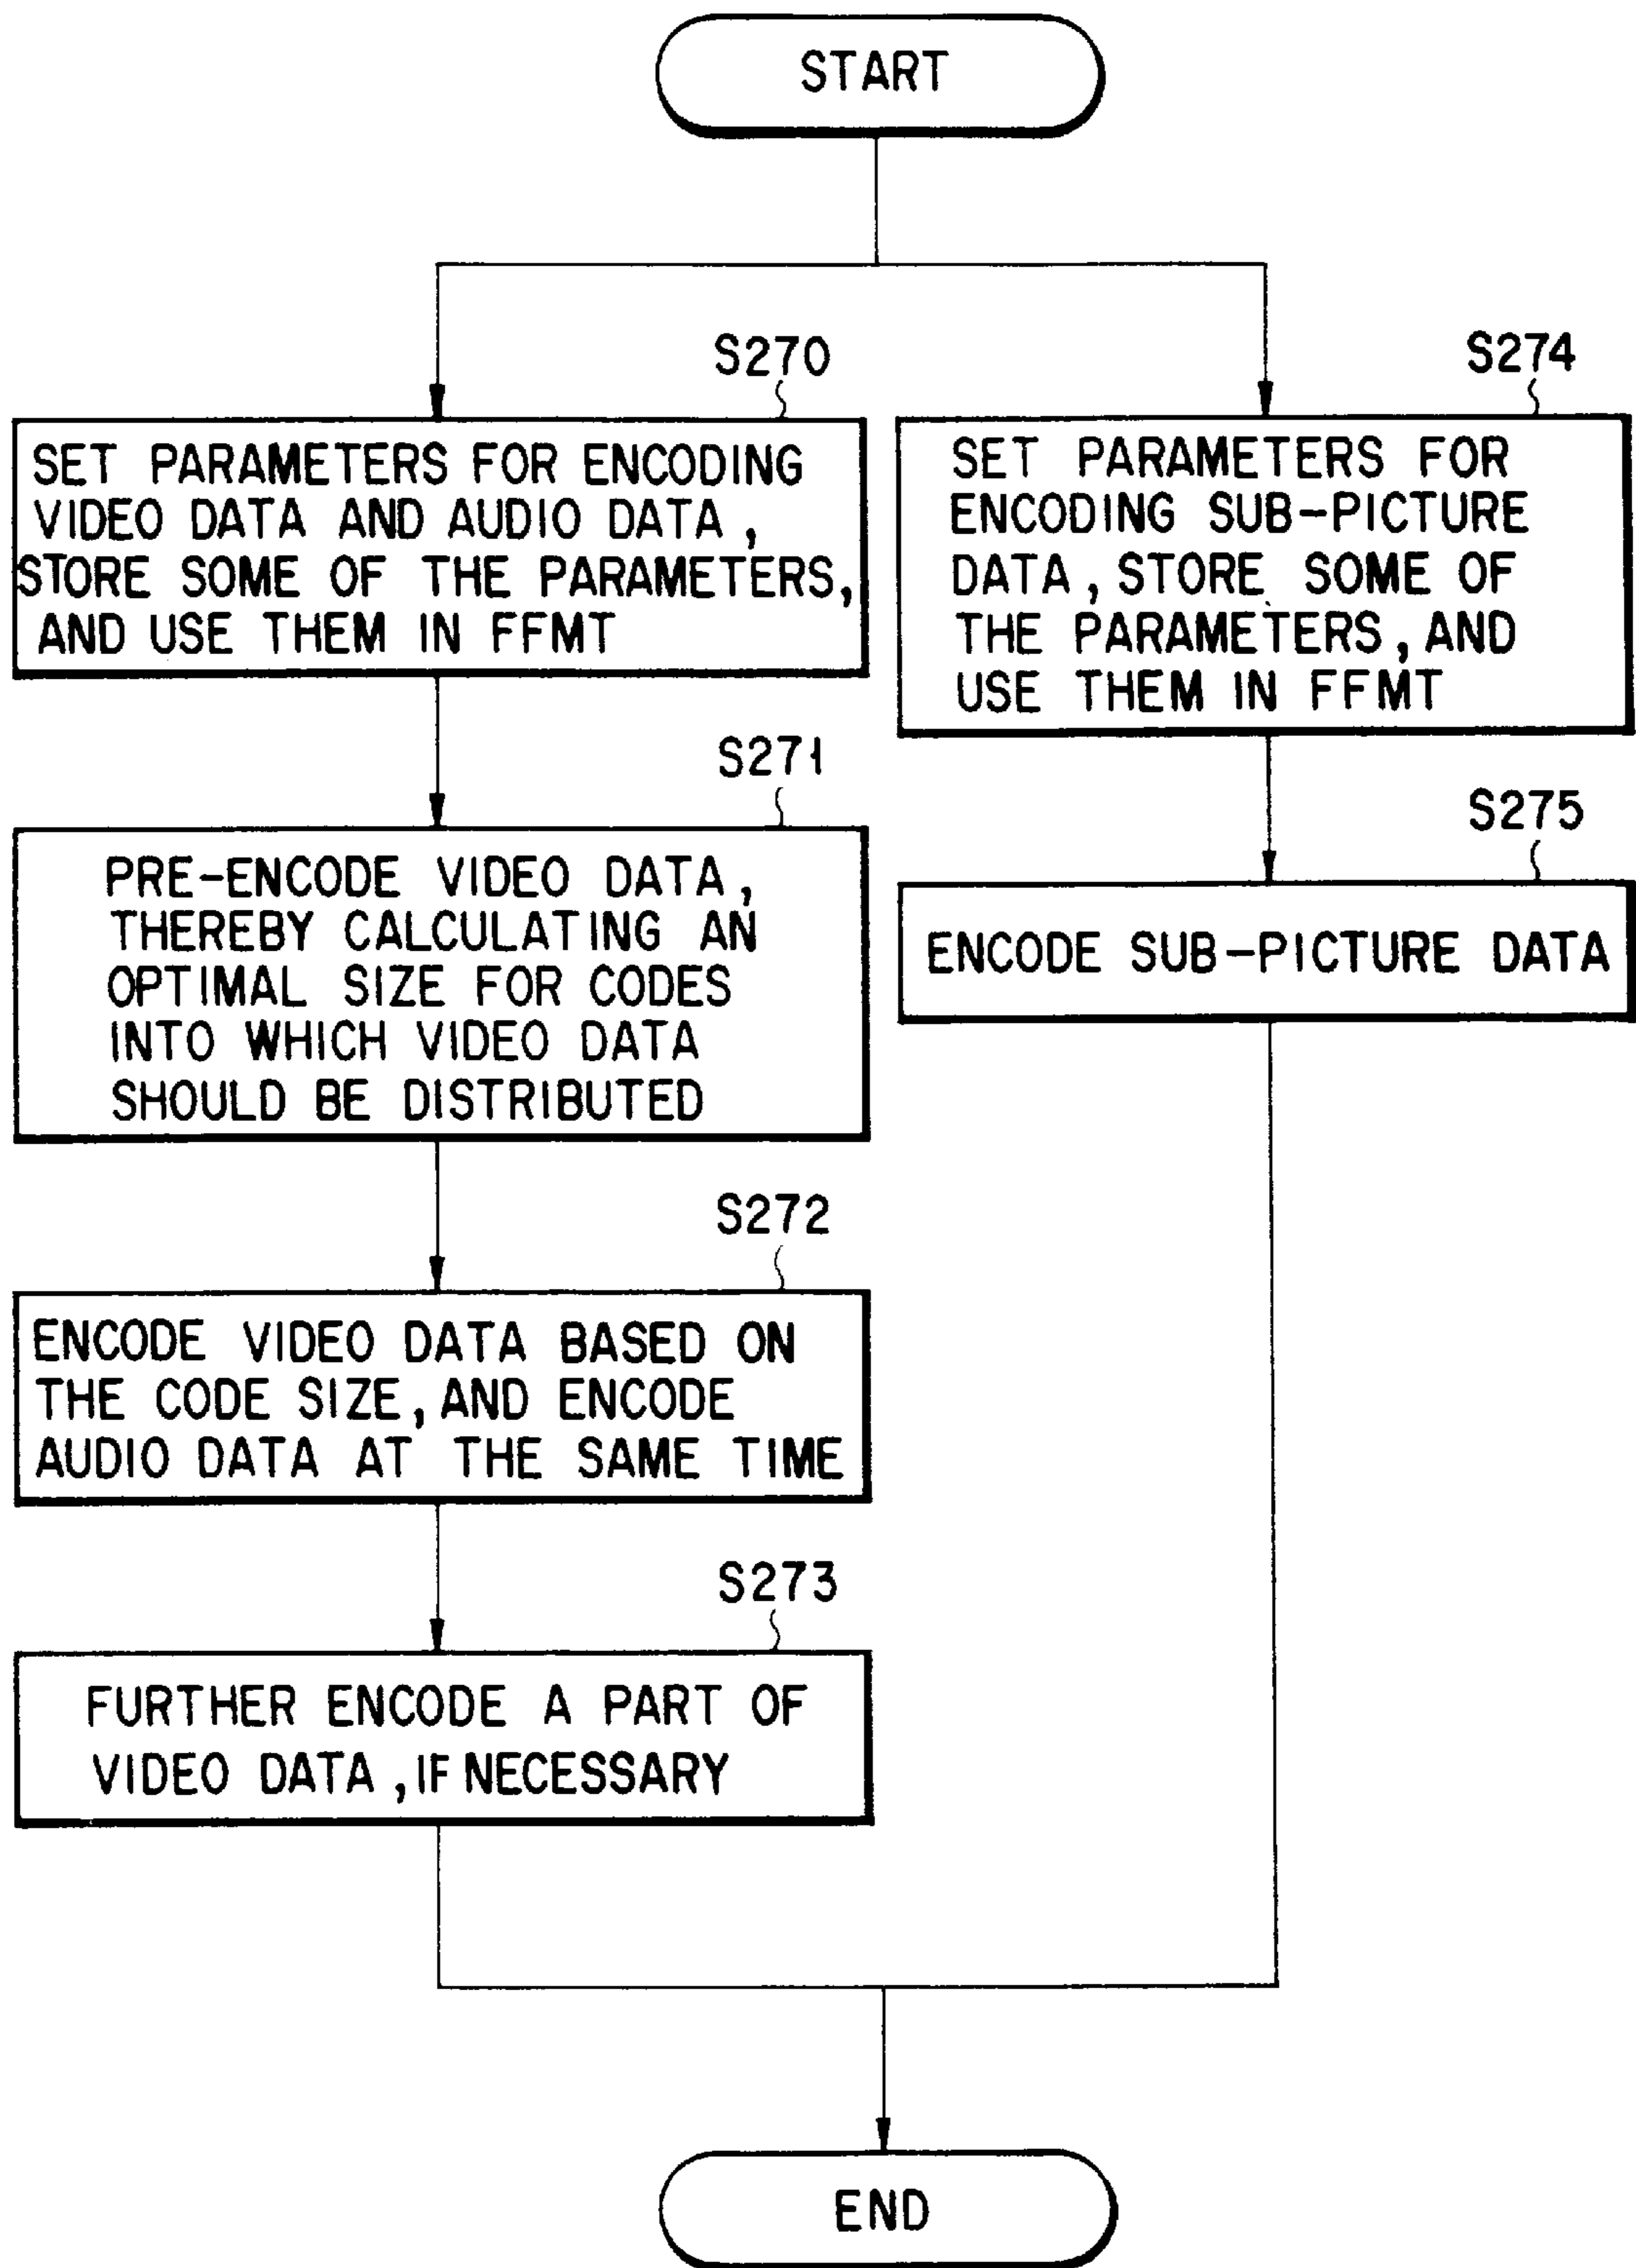 START
S270
SET PARAMETERS FOR ENCODING
VIDEO DATA AND AUDIO DATA,
STORE SOME OF THE PARAMETERS,
AND USE THEM IN FFMT
S271
PRE-ENCODE VIDEO DATA,
THEREBY CALCULATING AN
OPTIMAL SIZE FOR CODES
INTO WHICH VIDEO DATA
SHOULD BE DISTRIBUTED
S272
ENCODE VIDEO DATA BASED ON
THE CODE SIZE, AND ENCODE
AUDIO DATA AT THE SAME TIME
S273
FURTHER ENCODE A PART OF
VIDEO DATA, IF NECESSARY
S274
SET PARAMETERS FOR
ENCODING SUB-PICTURE
DATA, STORE SOME OF
THE PARAMETERS, AND
USE THEM IN FFMT
S275
ENCODE SUB-PICTURE DATA
END